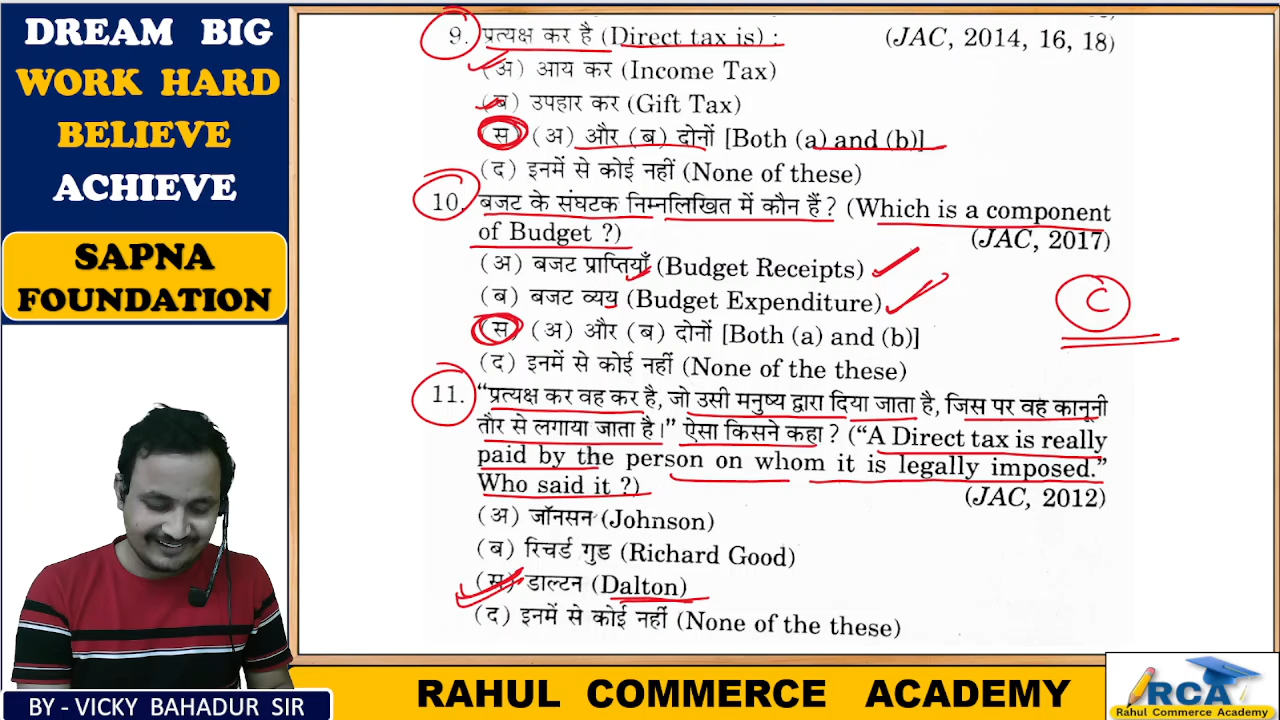 DREAM BIG
WORK HARD
BELIEVE
ACHIEVE
SAPNA
FOUNDATION
9. प्रत्यक्ष कर है (Direct tax is) : (JAC, 2014, 16, 18)
(अ) आय कर (Income Tax)
(ब) उपहार कर (Gift Tax)
(स) (अ) और (ब) दोनों [Both (a) and (b)]
(द) इनमें से कोई नहीं (None of these)
10. बजट के संघटक निम्नलिखित में कौन हैं ? (Which is a component
of Budget ?) (JAC, 2017)
(अ) बजट प्राप्तियाँ (Budget Receipts)
(ब) बजट व्यय (Budget Expenditure)
C
(स) (अ) और (ब) दोनों [Both (a) and (b)]
(द) इनमें से कोई नहीं (None of the these)
11. “प्रत्यक्ष कर वह कर है, जो उसी मनुष्य द्वारा दिया जाता है, जिस पर वह कानूनी
तौर से लगाया जाता है।” ऐसा किसने कहा ? (“A Direct tax is really
paid by the person on whom it is legally imposed.”
Who said it ?) (JAC, 2012)
(अ) जॉनसन (Johnson)
(ब) रिचर्ड गुड (Richard Good)
(स) डाल्टन (Dalton)
(द) इनमें से कोई नहीं (None of the these)
BY - VICKY BAHADUR SIR
RAHUL COMMERCE ACADEMY
RCA
Rahul Commerce Academy